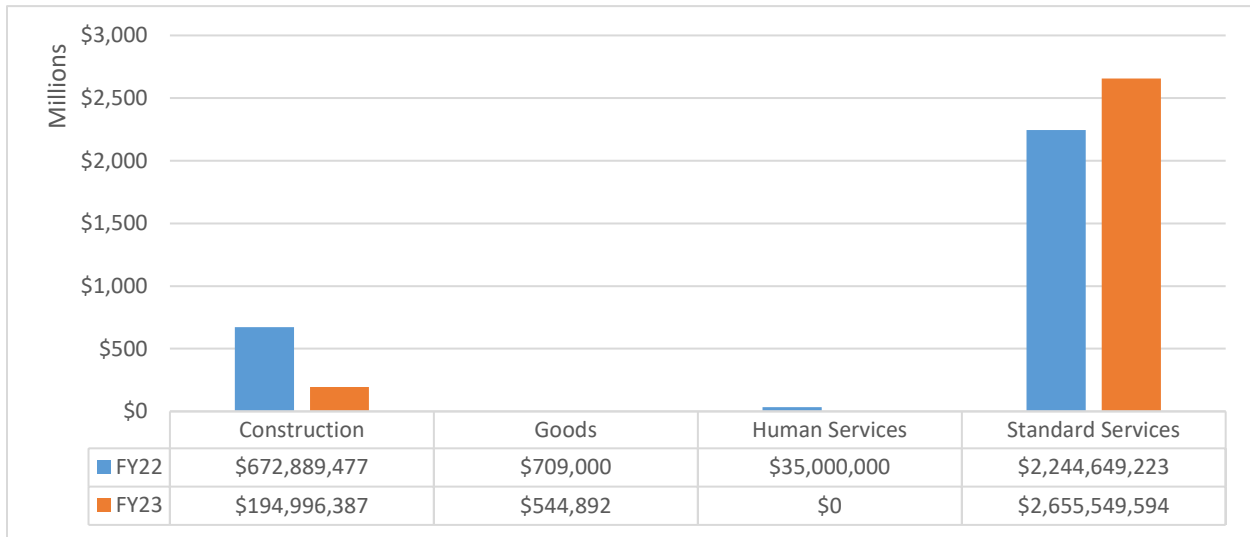 Millions
$3,000
$2,500
$2,000
$1,500
$1,000
$500
$0
Construction Goods Human Services Standard Services
FY22 $672,889,477 $709,000 $35,000,000 $2,244,649,223
FY23 $194,996,387 $544,892 $0 $2,655,549,594